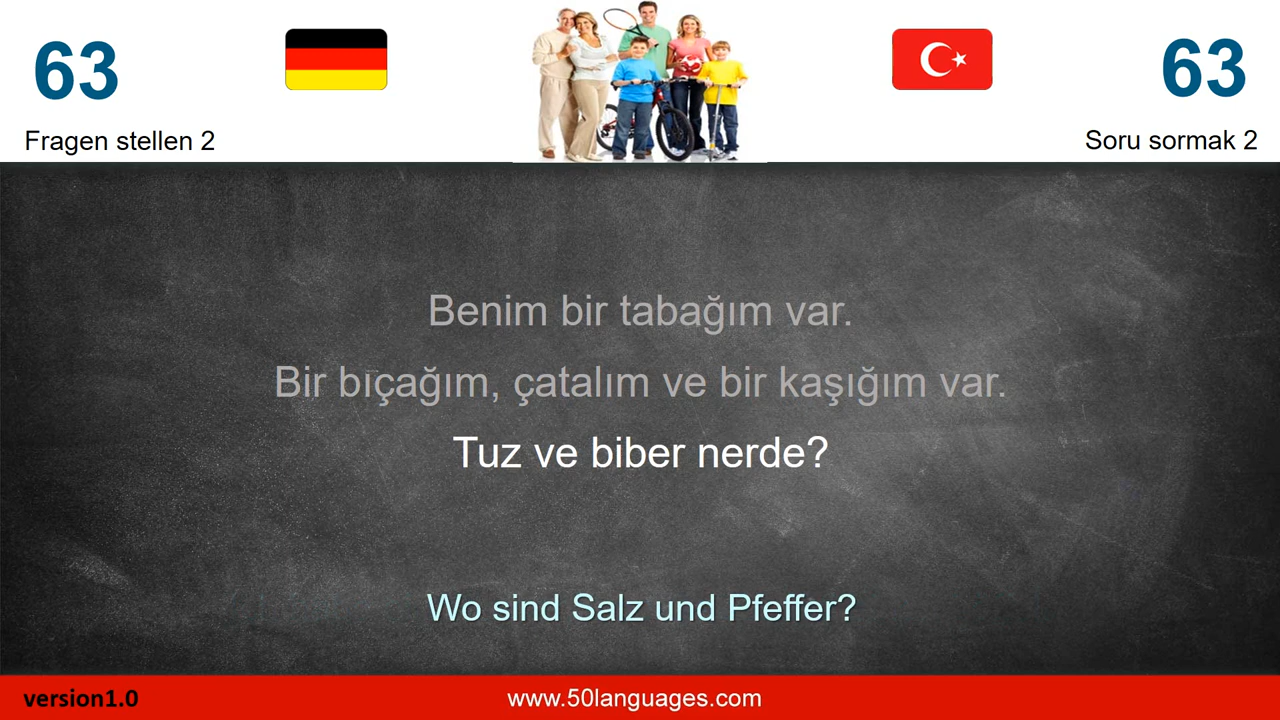 63
63
Fragen stellen 2
Soru sormak 2
Benim bir tabağım var.
Bir bıçağım, çatalım ve bir kaşığım var.
Tuz ve biber nerde?
Wo sind Salz und Pfeffer?
version1.0
www.50languages.com